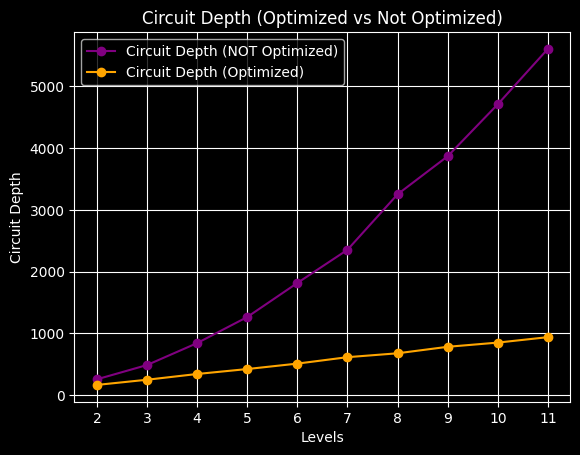 Circuit Depth (Optimized vs Not Optimized)
Circuit Depth (NOT Optimized)
Circuit Depth (Optimized)
Circuit Depth
5000
4000
3000
2000
1000
0
2 3 4 5 6 7 8 9 10 11
Levels